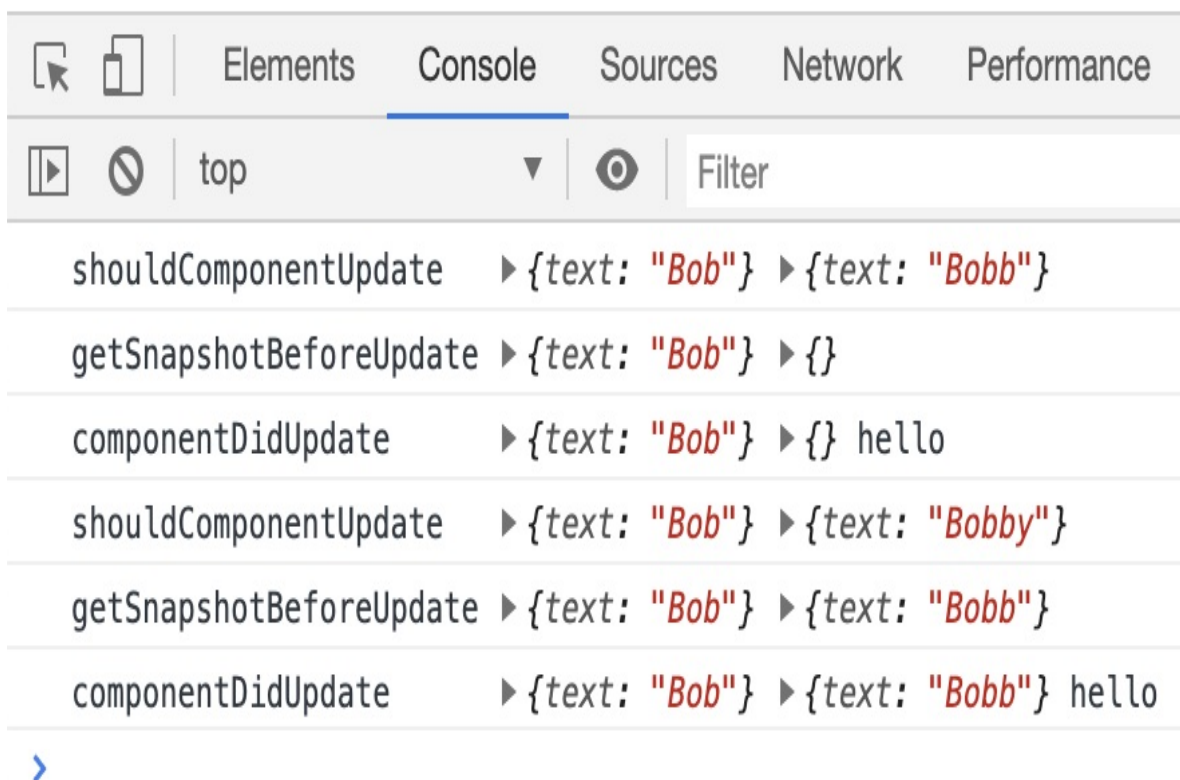 Elements Console Sources Network Performance
top ▼ Filter
shouldComponentUpdate ▶{text: "Bob"} ▶{text: "Bobb"}
getSnapshotBeforeUpdate ▶{text: "Bob"} ▶{}
componentDidUpdate ▶{text: "Bob"} ▶{} hello
shouldComponentUpdate ▶{text: "Bob"} ▶{text: "Bobby"}
getSnapshotBeforeUpdate ▶{text: "Bob"} ▶{text: "Bobb"}
componentDidUpdate ▶{text: "Bob"} ▶{text: "Bobb"} hello